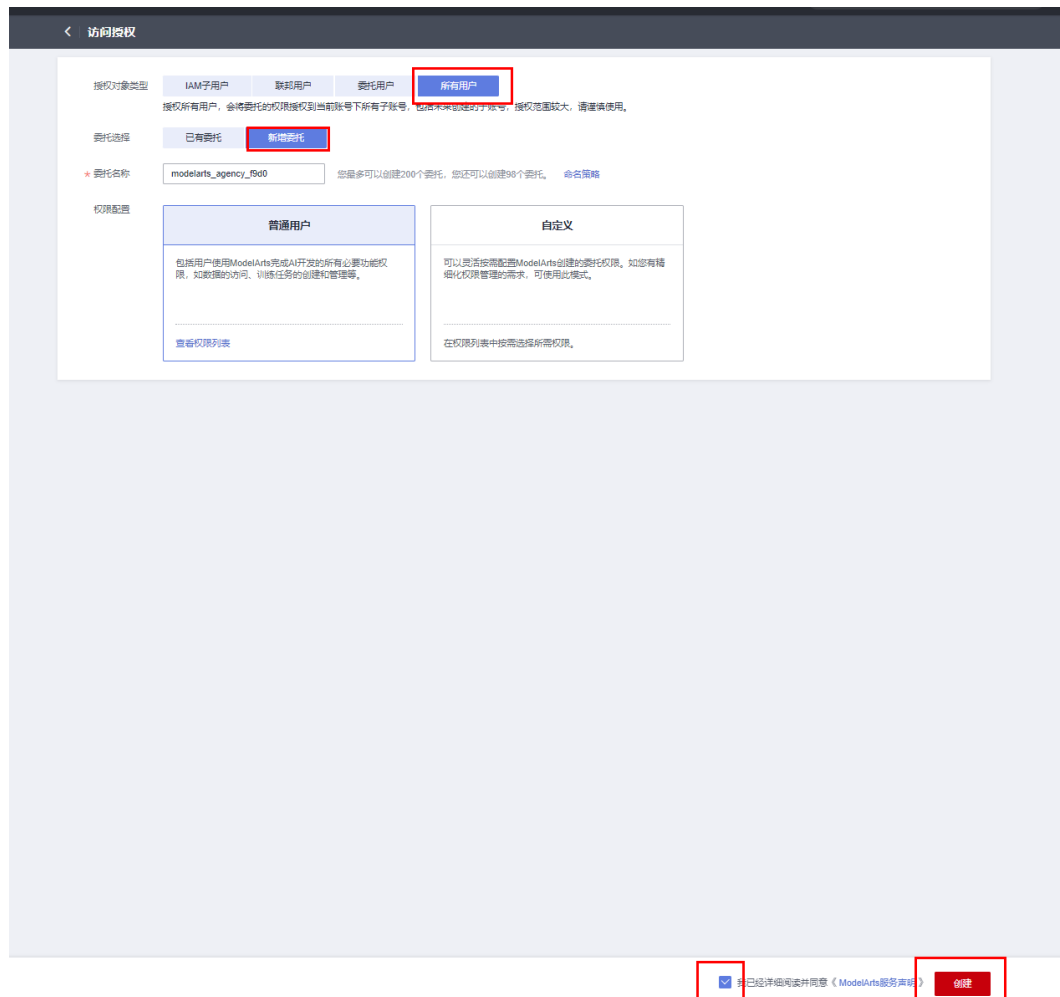 访问授权
授权对象类型 IAM子用户 联邦用户 委托用户 所有用户
授权所有用户，会将委托的权限授权到当前账号下所有子账号，包括未来创建的子账号，授权范围较大，请谨慎使用。
委托选择 已有委托 新增委托
* 委托名称 modelarts_agency_f9d0 您最多可以创建200个委托，您还可以创建98个委托。 命名策略
权限配置
普通用户
包括用户使用ModelArts完成AI开发的所有必要功能权
限，如数据的访问、训练任务的创建和管理等。
查看权限列表
自定义
可以灵活按需配置ModelArts创建的委托权限。如您有精
细化权限管理的需求，可使用此模式。
在权限列表中按需选择所需权限。
我已经详细阅读并同意《 ModelArts服务声明 》 创建